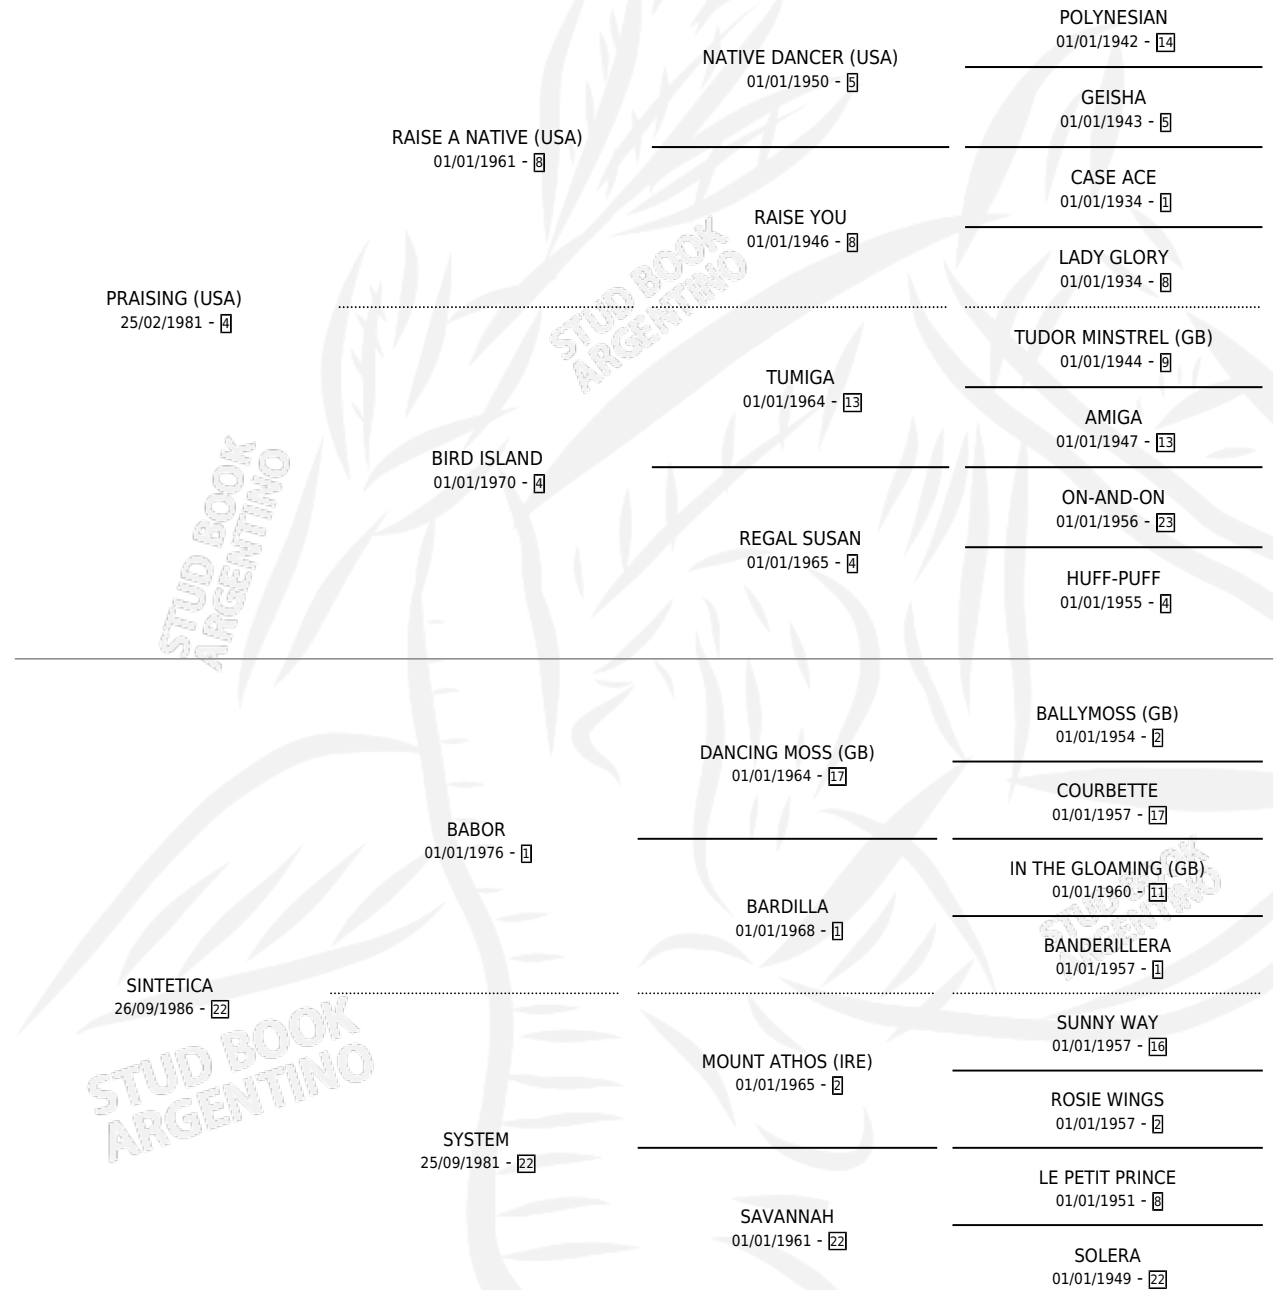 POLYNESIAN
01/01/1942 - 14
NATIVE DANCER (USA)
01/01/1950 - 5
GEISHA
01/01/1943 - 5
RAISE A NATIVE (USA)
01/01/1961 - 8
CASE ACE
01/01/1934 - 1
RAISE YOU
01/01/1946 - 8
LADY GLORY
01/01/1934 - 8
PRAISING (USA)
25/02/1981 - 4
STUD BOOK
ARGENTINO
TUDOR MINSTREL (GB)
01/01/1944 - 9
TUMIGA
01/01/1964 - 13
AMIGA
01/01/1947 - 13
BIRD ISLAND
01/01/1970 - 4
ON-AND-ON
01/01/1956 - 23
REGAL SUSAN
01/01/1965 - 4
HUFF-PUFF
01/01/1955 - 4
STUD BOOK
ARGENTINO
BALLYMOSS (GB)
01/01/1954 - 2
DANCING MOSS (GB)
01/01/1964 - 17
COURBETTE
01/01/1957 - 17
BABOR
01/01/1976 - 1
IN THE GLOAMING (GB)
01/01/1960 - 11
BARDILLA
01/01/1968 - 1
STUD BOOK
ARGENTINO
BANDERILLERA
01/01/1957 - 1
SINTETICA
26/09/1986 - 22
SUNNY WAY
01/01/1957 - 16
MOUNT ATHOS (IRE)
01/01/1965 - 2
STUD BOOK
ARGENTINO
ROSIE WINGS
01/01/1957 - 2
SYSTEM
25/09/1981 - 22
LE PETIT PRINCE
01/01/1951 - 8
SAVANNAH
01/01/1961 - 22
SOLERA
01/01/1949 - 22